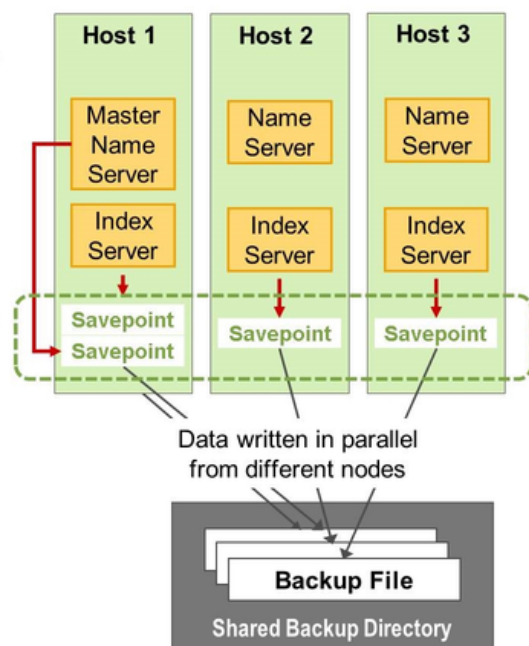 Host 1
Host 2
Host 3
Master
Name
Server
Name
Server
Name
Server
Index
Server
Index
Server
Index
Server
Savepoint
Savepoint
Savepoint
Savepoint
Data written in parallel
from different nodes
Backup File
Shared Backup Directory